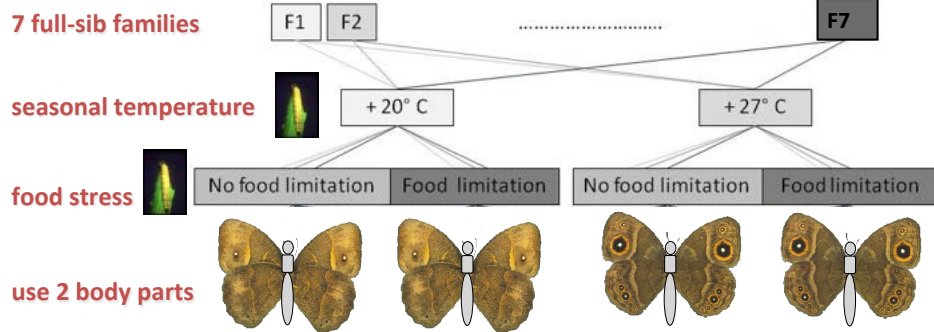 7 full-sib families F1 F2 ........................... F7
seasonal temperature + 20° C + 27° C
food stress No food limitation Food limitation No food limitation Food limitation
use 2 body parts